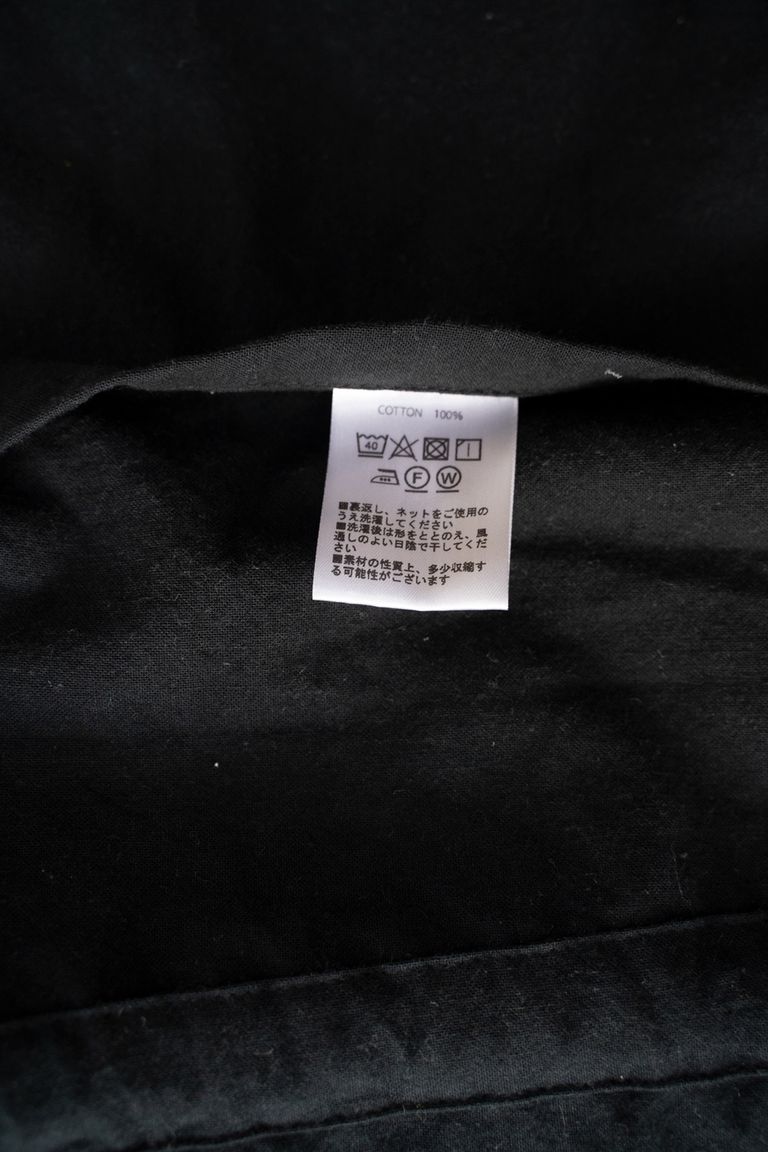 COTTON 100%
40
F W
■裏返し、ネットをご使用の
うえ洗濯してください
■洗濯後は形をととのえ、風
通しのよい日陰で干してくだ
さい
■素材の性質上、多少収縮す
る可能性がございます